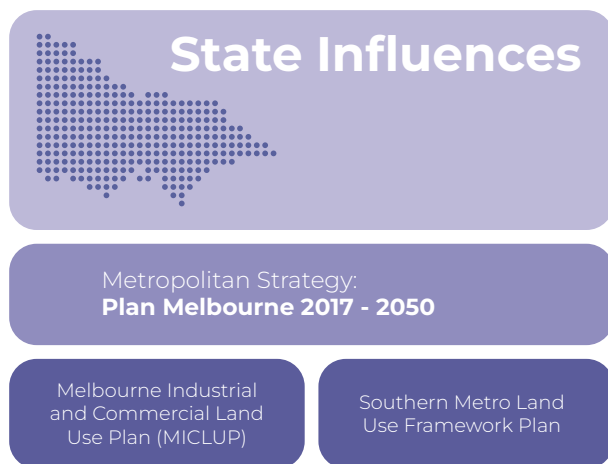 State Influences
Metropolitan Strategy:
Plan Melbourne 2017 - 2050
Melbourne Industrial
and Commercial Land
Use Plan (MICLUP)
Southern Metro Land
Use Framework Plan